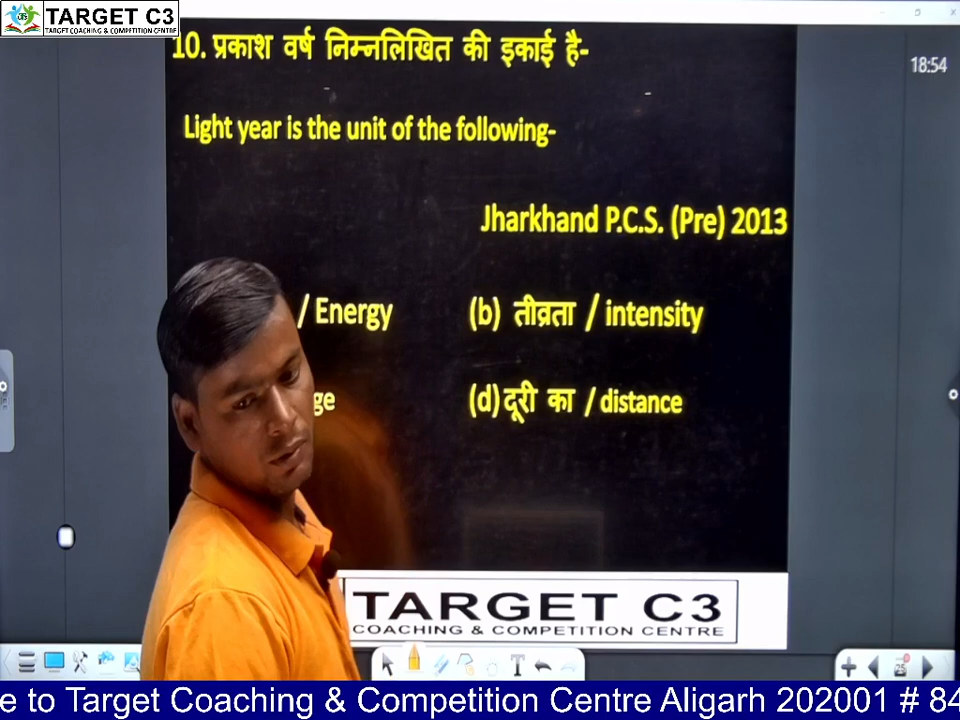 TARGET C3
TARGET COACHING & COMPETITION CENTRE
10. प्रकाश वर्ष निम्नलिखित की इकाई है-
18:54
Light year is the unit of the following-
Jharkhand P.C.S. (Pre) 2013
/ Energy
(b) तीव्रता / intensity
ge
(d) दूरी का / distance
TARGET C3
COACHING & COMPETITION CENTRE
T
25
e to Target Coaching & Competition Centre Aligarh 202001 # 84